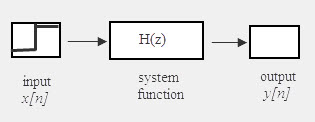 H(z)
input
x[n]
system
function
output
y[n]